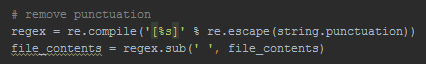 # remove punctuation
regex = re.compile('[%s]' % re.escape(string.punctuation))
file_contents = regex.sub(' ', file_contents)